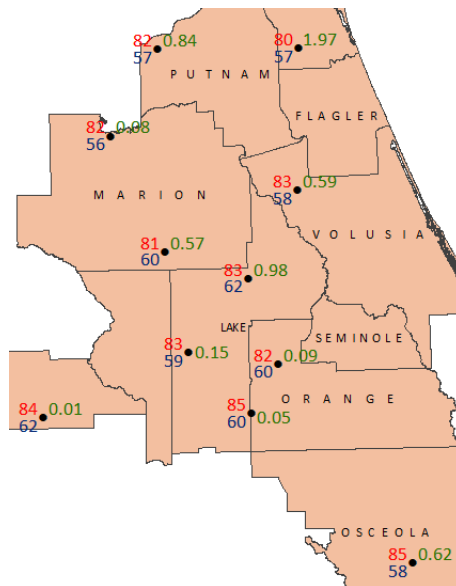 82 0.84
57
80 1.97
57
PUTNAM
FLAGLER
82 0.08
56
83 0.59
58
MARION
VOLUSIA
81 0.57
60
83 0.98
62
LAKE
SEMINOLE
83 0.15
59
82 0.09
60
ORANGE
84 0.01
62
85 0.05
60
OSCEOLA
85 0.62
58